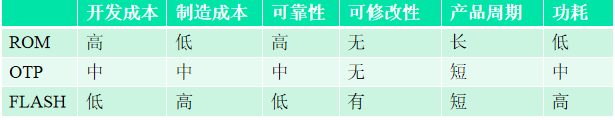 开发成本 制造成本 可靠性 可修改性 产品周期 功耗
ROM 高 低 高 无 长 低
OTP 中 中 中 无 短 中
FLASH 低 高 低 有 短 高